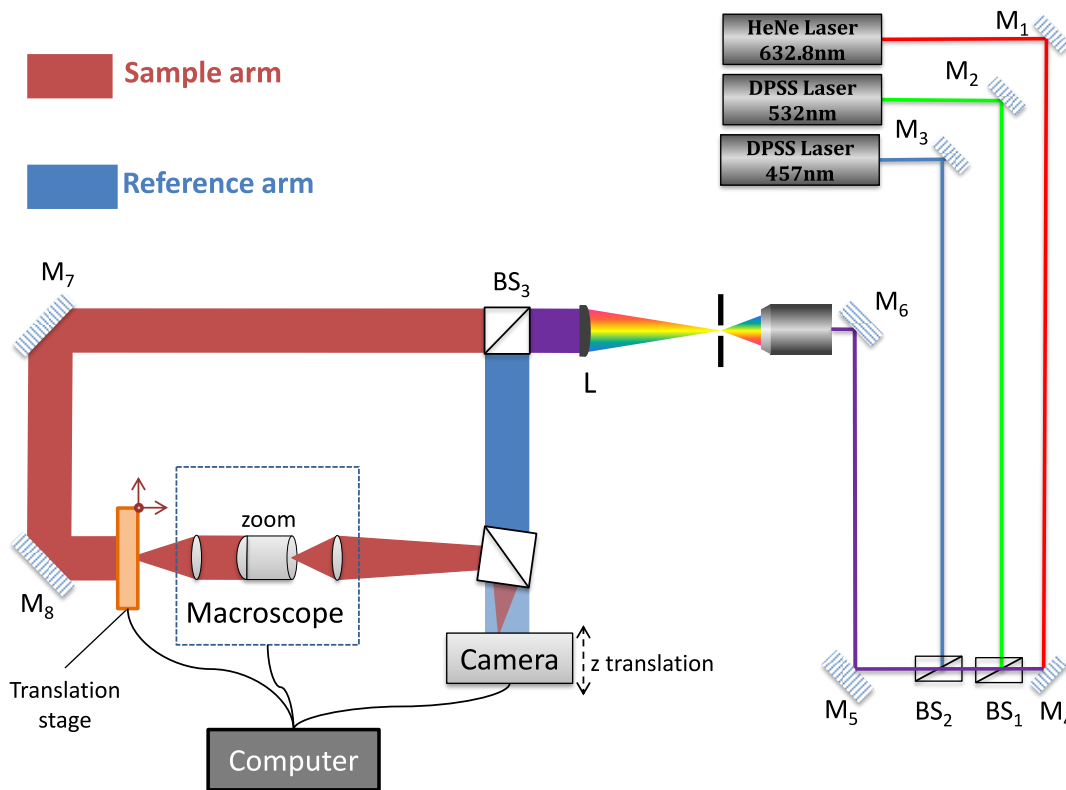 HeNe Laser
632.8nm
M₁
DPSS Laser
532nm
M₂
DPSS Laser
457nm
M₃
Sample arm
Reference arm
M₇
BS₃
M₆
L
zoom
Macroscope
M₈
Camera
z translation
Translation
stage
M₅
BS₂
BS₁
M₄
Computer